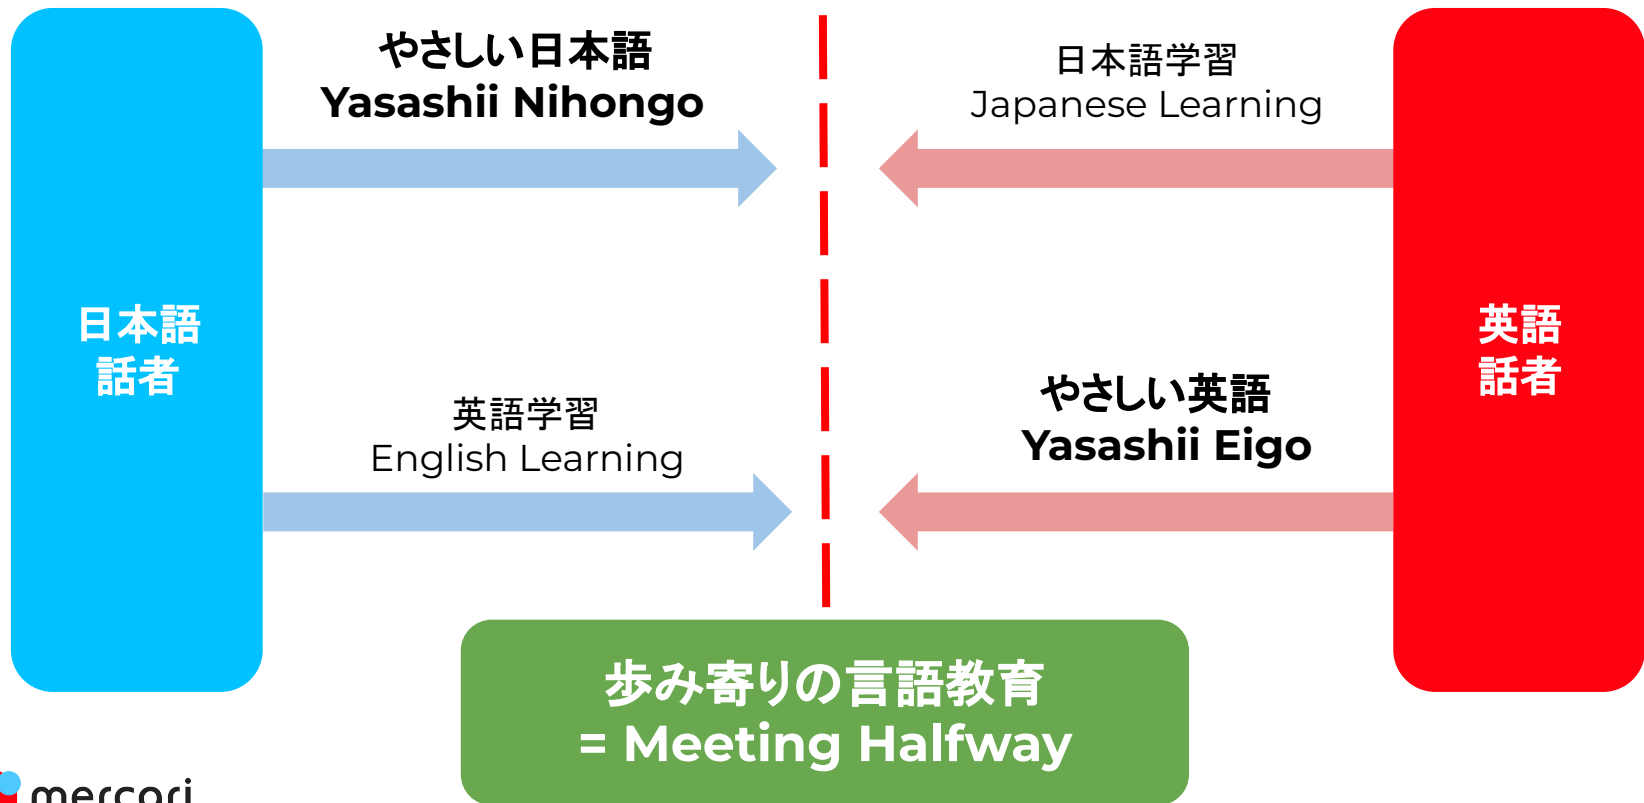 やさしい日本語
Yasashii Nihongo
日本語学習
Japanese Learning
日本語
話者
英語
話者
英語学習
English Learning
やさしい英語
Yasashii Eigo
歩み寄りの言語教育
= Meeting Halfway